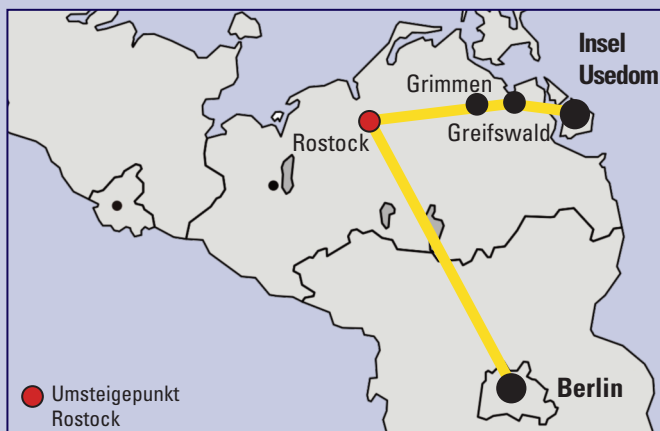 Insel
Usedom
Grimmen
Greifswald
Rostock
Berlin
Umsteigepunkt
Rostock